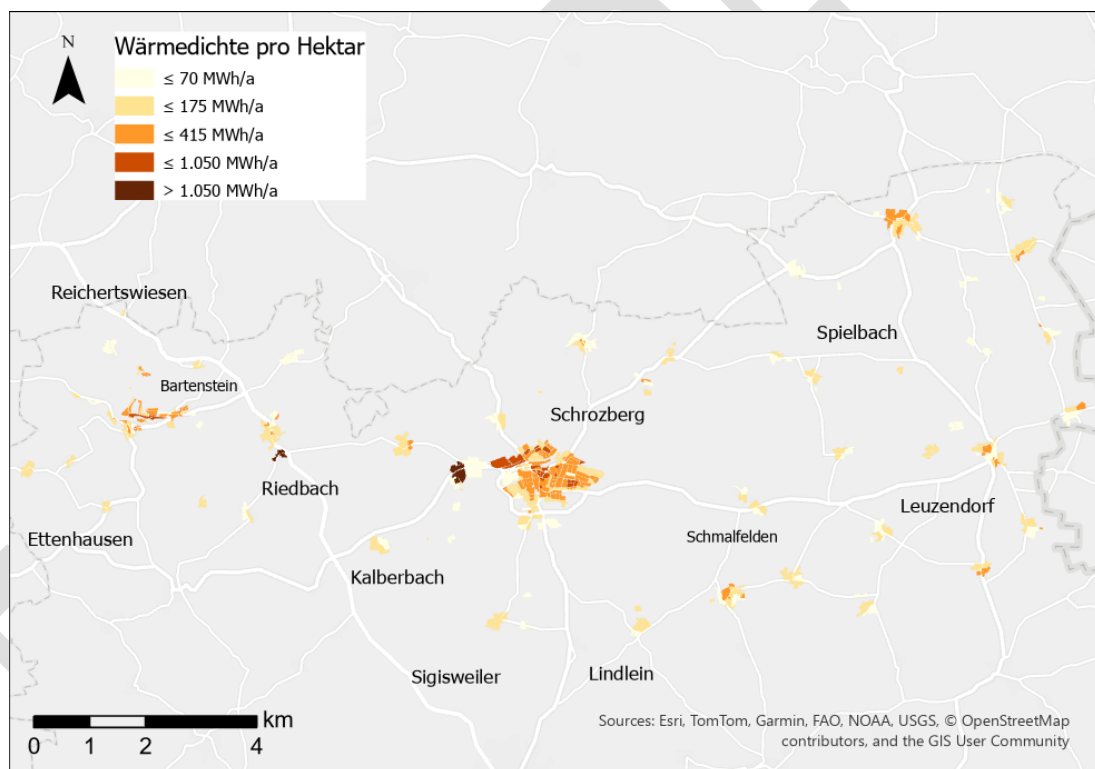 Wärmedichte pro Hektar
N
≤ 70 MWh/a
≤ 175 MWh/a
≤ 415 MWh/a
≤ 1.050 MWh/a
> 1.050 MWh/a
Reichertswiesen
Spielbach
Bartenstein
Schrozberg
Riedbach
Leuzendorf
Ettenhausen
Schmalfelden
Kalberbach
Sigisweiler
Lindlein
km
0 1 2 4
Sources: Esri, TomTom, Garmin, FAO, NOAA, USGS, © OpenStreetMap
contributors, and the GIS User Community